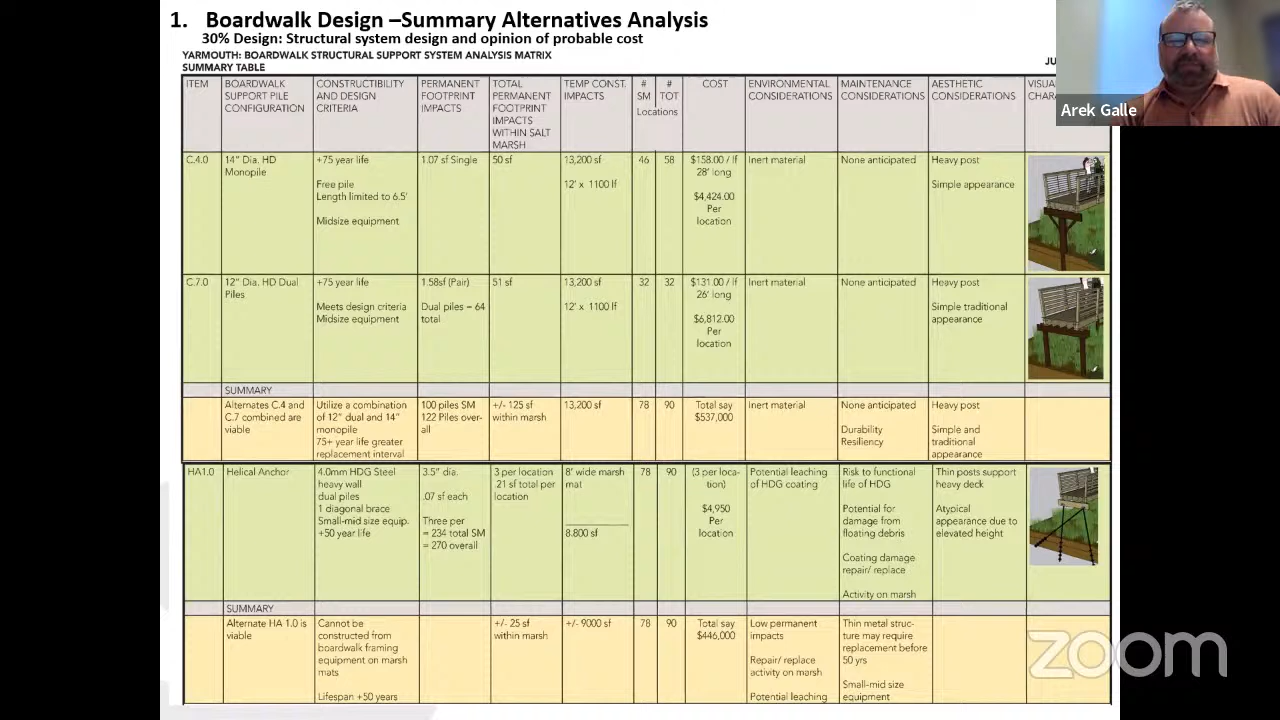 1. Boardwalk Design –Summary Alternatives Analysis
30% Design: Structural system design and opinion of probable cost
YARMOUTH: BOARDWALK STRUCTURAL SUPPORT SYSTEM ANALYSIS MATRIX
SUMMARY TABLE
JU
Arek Galle
ITEM
BOARDWALK
SUPPORT PILE
CONFIGURATION
CONSTRUCTIBILITY
AND DESIGN
CRITERIA
PERMANENT
FOOTPRINT
IMPACTS
TOTAL
PERMANENT
FOOTPRINT
IMPACTS
WITHIN SALT
MARSH
TEMP CONST.
IMPACTS
# SM
# TOT
Locations
COST
ENVIRONMENTAL
CONSIDERATIONS
MAINTENANCE
CONSIDERATIONS
AESTHETIC
CONSIDERATIONS
VISUA
CHARA
C.4.0
14" Dia. HD
Monopile
+75 year life
Free pile
Length limited to 6.5'
Midsize equipment
1.07 sf Single
50 sf
13,200 sf
12' x 1100 lf
46
58
$158.00 / lf
28' long
$4,424.00
Per
location
Inert material
None anticipated
Heavy post
Simple appearance
C.7.0
12" Dia. HD Dual
Piles
+75 year life
Meets design criteria
Midsize equipment
1.58sf (Pair)
Dual piles = 64
total
51 sf
13,200 sf
12' x 1100 lf
32
32
$131.00 / lf
26' long
$6,812.00
Per
location
Inert material
None anticipated
Heavy post
Simple traditional
appearance
SUMMARY
Alternates C.4 and
C.7 combined are
viable
Utilize a combination
of 12" dual and 14"
monopile
75+ year life greater
replacement interval
100 piles SM
122 Piles over-
all
+/- 125 sf
within marsh
13,200 sf
78
90
Total say
$537,000
Inert material
None anticipated
Durability
Resiliency
Heavy post
Simple and
traditional
appearance
HA1.0
Helical Anchor
4.0mm HDG Steel
heavy wall
dual piles
1 diagonal brace
Small-mid size equip.
+50 year life
3.5" dia.
.07 sf each
Three per
= 234 total SM
= 270 overall
3 per location
.21 sf total per
location
8' wide marsh
mat
8.800 sf
78
90
(3 per loca-
tion)
$4,950
Per
location
Potential leaching
of HDG coating
Risk to functional
life of HDG
Potential for
damage from
floating debris
Coating damage
repair/ replace
Activity on marsh
Thin posts support
heavy deck
Atypical
appearance due to
elevated height
SUMMARY
Alternate HA 1.0 is
viable
Cannot be
constructed from
boardwalk framing
equipment on marsh
mats
Lifespan +50 years
+/- 25 sf
within marsh
+/- 9000 sf
78
90
Total say
$446,000
Low permanent
impacts
Repair/ replace
activity on marsh
Potential leaching
Thin metal struc-
ture may require
replacement before
50 yrs
Small-mid size
equipment
zoom